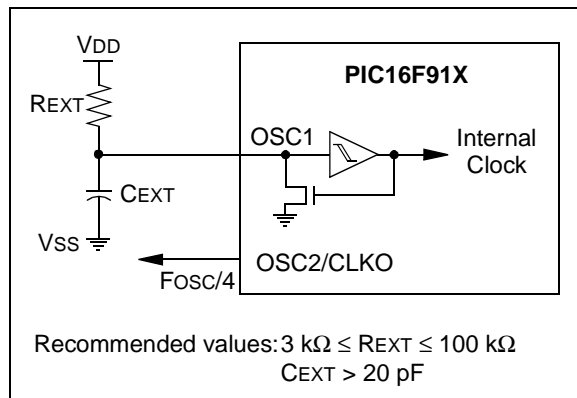 VDD
PIC16F91X
REXT
OSC1
Internal
Clock
CEXT
VSS
OSC2/CLKO
FOSC/4
Recommended values: 3 kΩ ≤ REXT ≤ 100 kΩ
CEXT > 20 pF